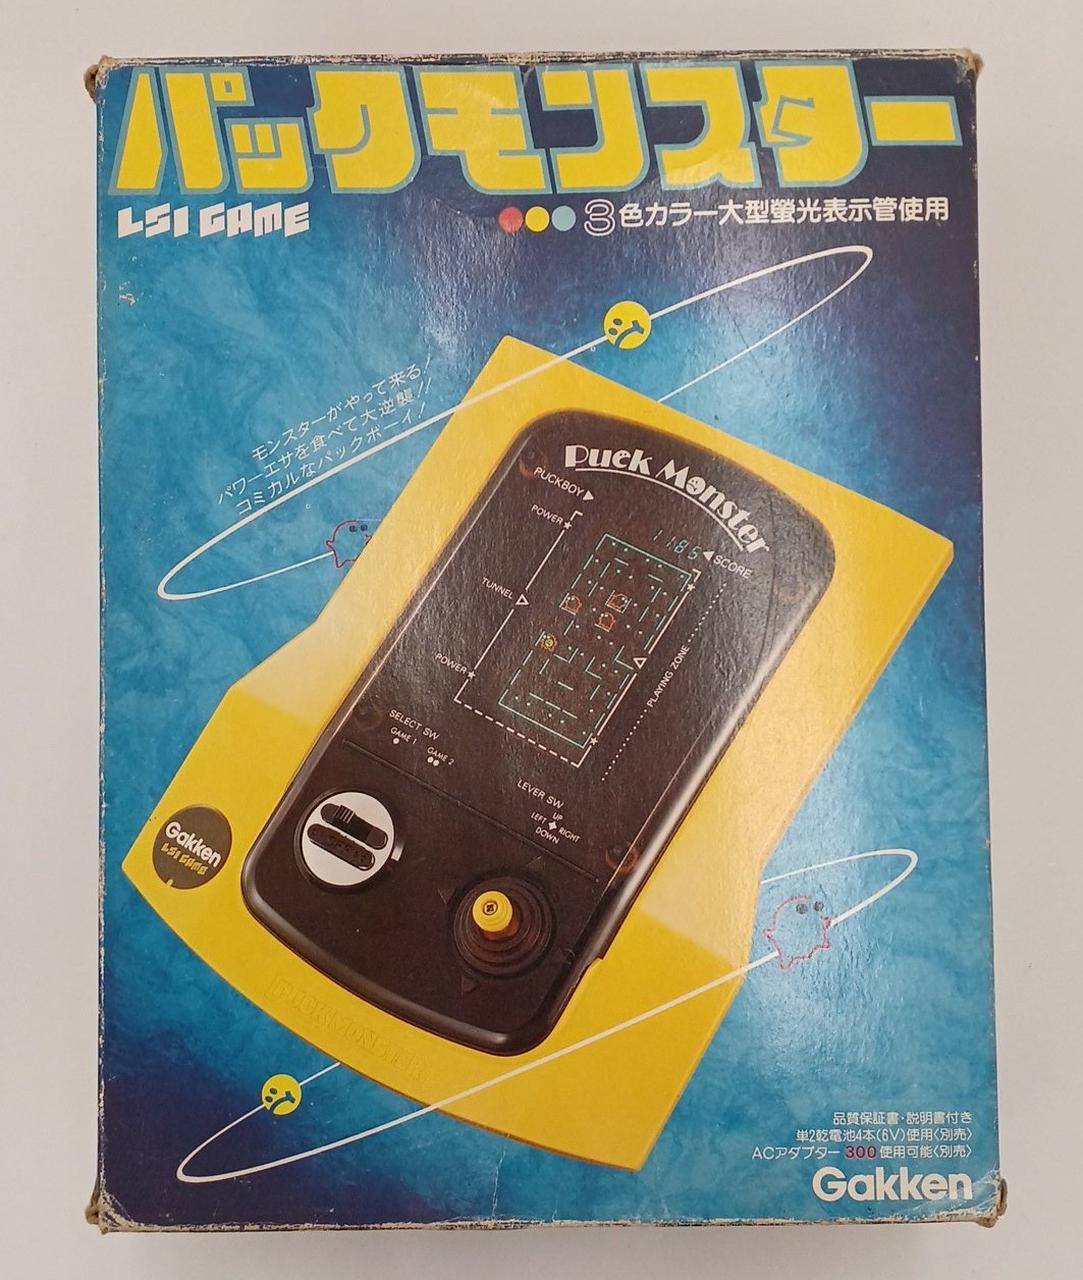 パックモンスター
LSI GAME
3色カラー大型螢光表示管使用
モンスターがやって来る!
パワーエサを食べて大逆襲!!
コミカルなパックボーイ!
Puck Monster
PUCKBOY
POWER
1185
SCORE
TUNNEL
POWER
PLAYING ZONE
SELECT SW
GAME 1
GAME 2
LEVER SW
UP
LEFT
RIGHT
DOWN
Gakken
LSI GAME
PUCKMONSTER
品質保証書・説明書付き
単2乾電池4本(6V)使用〈別売〉
ACアダプター300使用可能〈別売〉
Gakken